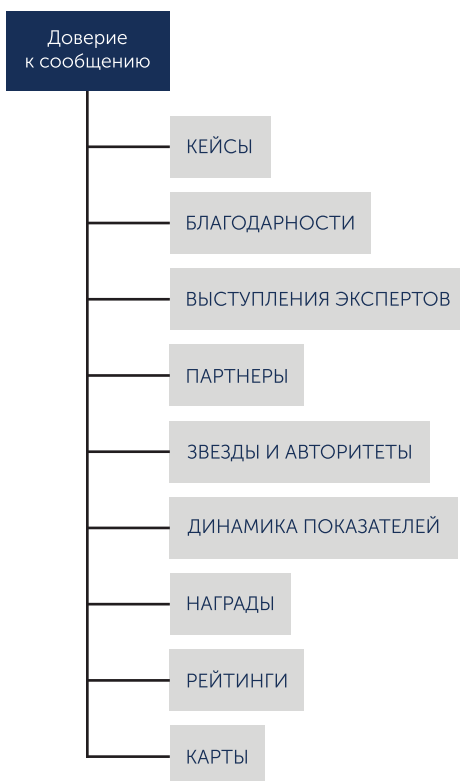 Доверие
к сообщению
КЕЙСЫ
БЛАГОДАРНОСТИ
ВЫСТУПЛЕНИЯ ЭКСПЕРТОВ
ПАРТНЕРЫ
ЗВЕЗДЫ И АВТОРИТЕТЫ
ДИНАМИКА ПОКАЗАТЕЛЕЙ
НАГРАДЫ
РЕЙТИНГИ
КАРТЫ